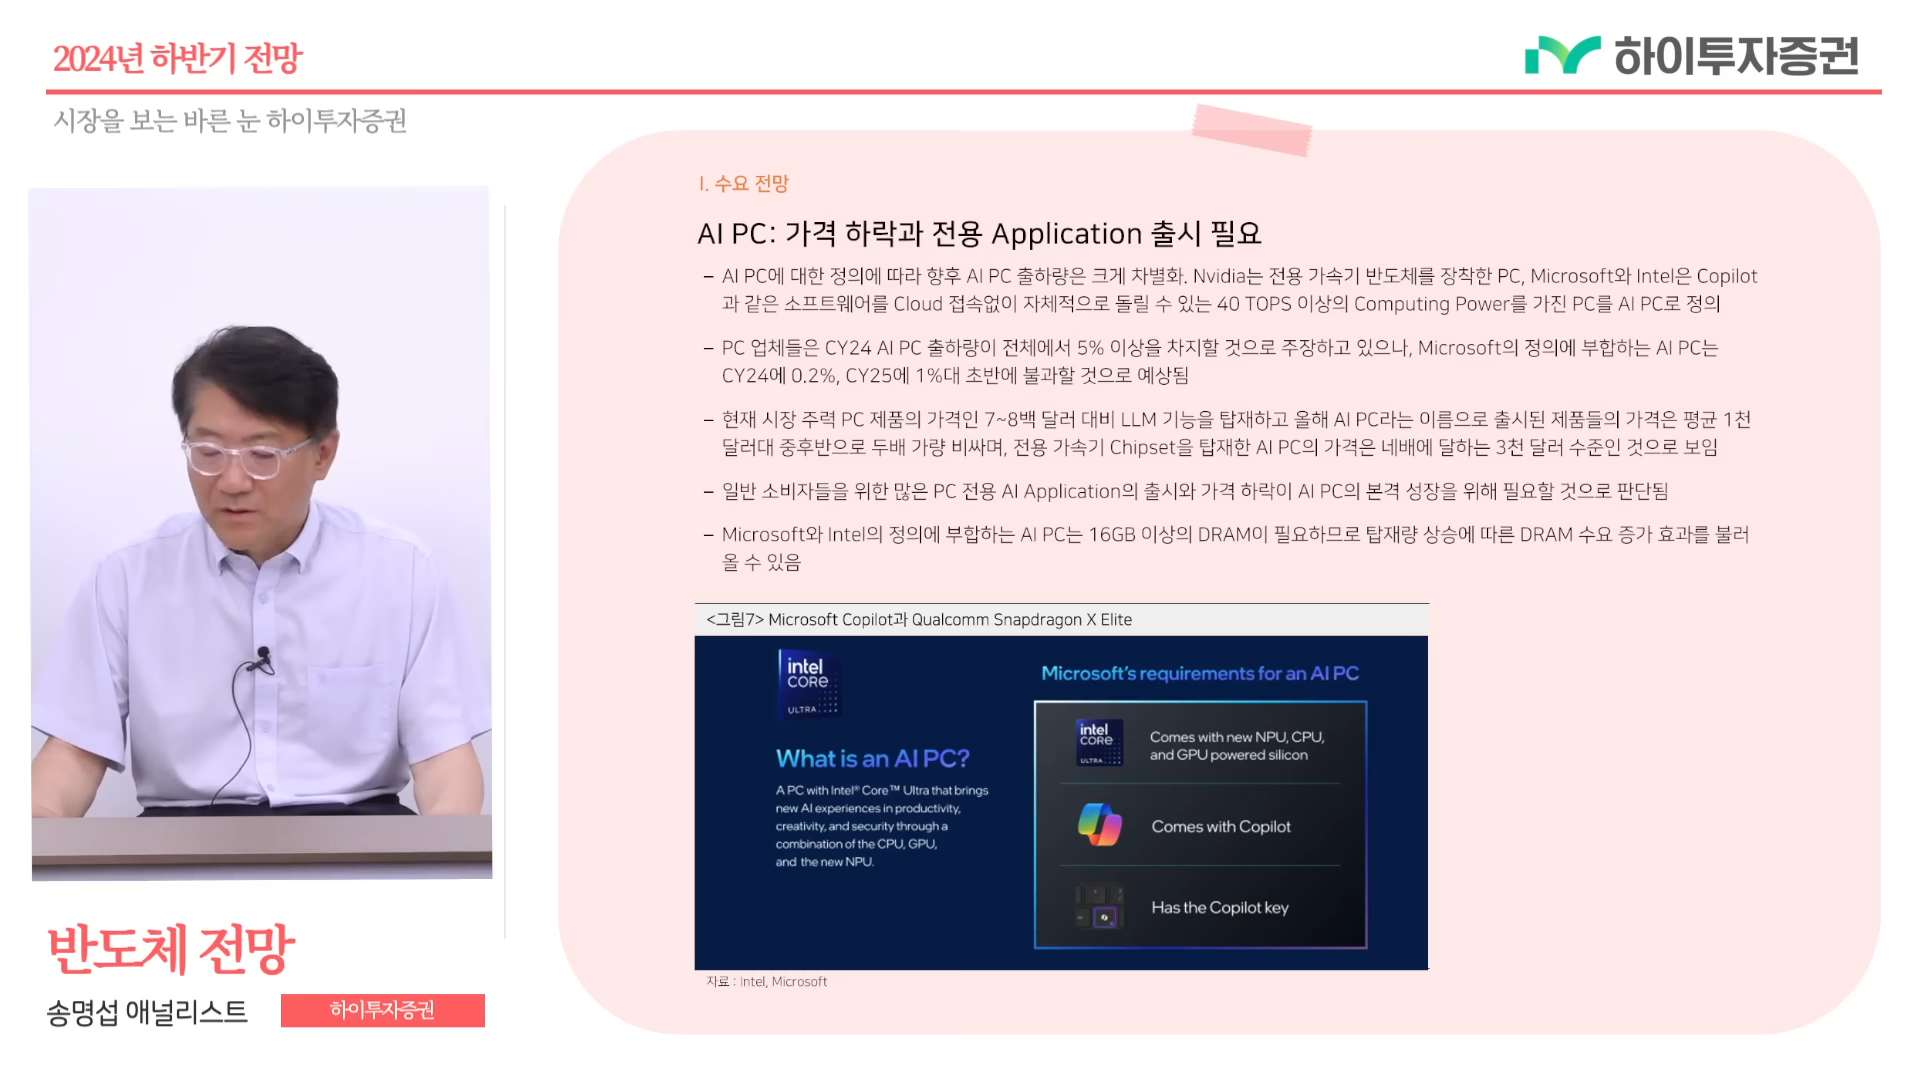 2024년 하반기 전망
하이투자증권
시장을 보는 바른 눈 하이투자증권
I. 수요 전망
AI PC: 가격 하락과 전용 Application 출시 필요
– AI PC에 대한 정의에 따라 향후 AI PC 출하량은 크게 차별화. Nvidia는 전용 가속기 반도체를 장착한 PC, Microsoft와 Intel은 Copilot
과 같은 소프트웨어를 Cloud 접속없이 자체적으로 돌릴 수 있는 40 TOPS 이상의 Computing Power를 가진 PC를 AI PC로 정의
– PC 업체들은 CY24 AI PC 출하량이 전체에서 5% 이상을 차지할 것으로 주장하고 있으나, Microsoft의 정의에 부합하는 AI PC는
CY24에 0.2%, CY25에 1%대 초반에 불과할 것으로 예상됨
– 현재 시장 주력 PC 제품의 가격인 7~8백 달러 대비 LLM 기능을 탑재하고 올해 AI PC라는 이름으로 출시된 제품들의 가격은 평균 1천
달러대 중후반으로 두배 가량 비싸며, 전용 가속기 Chipset을 탑재한 AI PC의 가격은 네배에 달하는 3천 달러 수준인 것으로 보임
– 일반 소비자들을 위한 많은 PC 전용 AI Application의 출시와 가격 하락이 AI PC의 본격 성장을 위해 필요할 것으로 판단됨
– Microsoft와 Intel의 정의에 부합하는 AI PC는 16GB 이상의 DRAM이 필요하므로 탑재량 상승에 따른 DRAM 수요 증가 효과를 불러
올 수 있음
<그림7> Microsoft Copilot과 Qualcomm Snapdragon X Elite
intel
CORE
ULTRA
What is an AI PC?
A PC with Intel® Core™ Ultra that brings
new AI experiences in productivity,
creativity, and security through a
combination of the CPU, GPU,
and the new NPU.
Microsoft's requirements for an AI PC
intel
CORE
ULTRA
Comes with new NPU, CPU,
and GPU powered silicon
Comes with Copilot
Has the Copilot key
자료 : Intel, Microsoft
반도체 전망
송명섭 애널리스트
하이투자증권